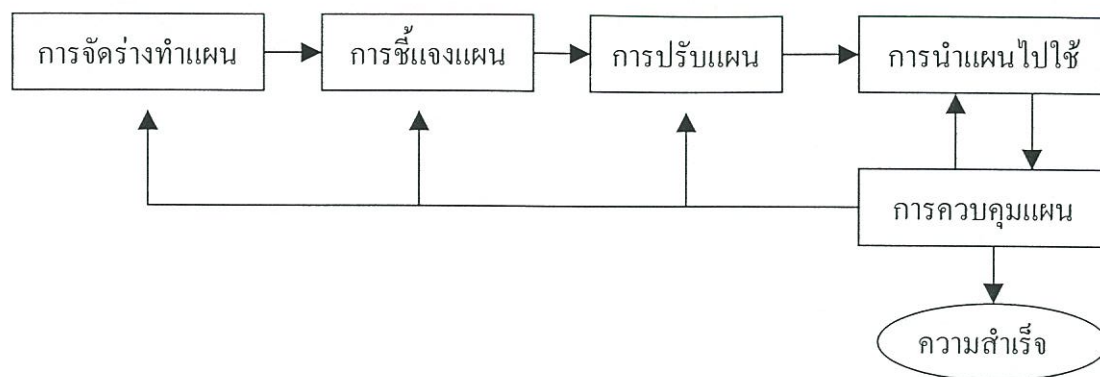 การจัดร่างทำแผน
การชี้แจงแผน
การปรับแผน
การนำแผนไปใช้
การควบคุมแผน
ความสำเร็จ